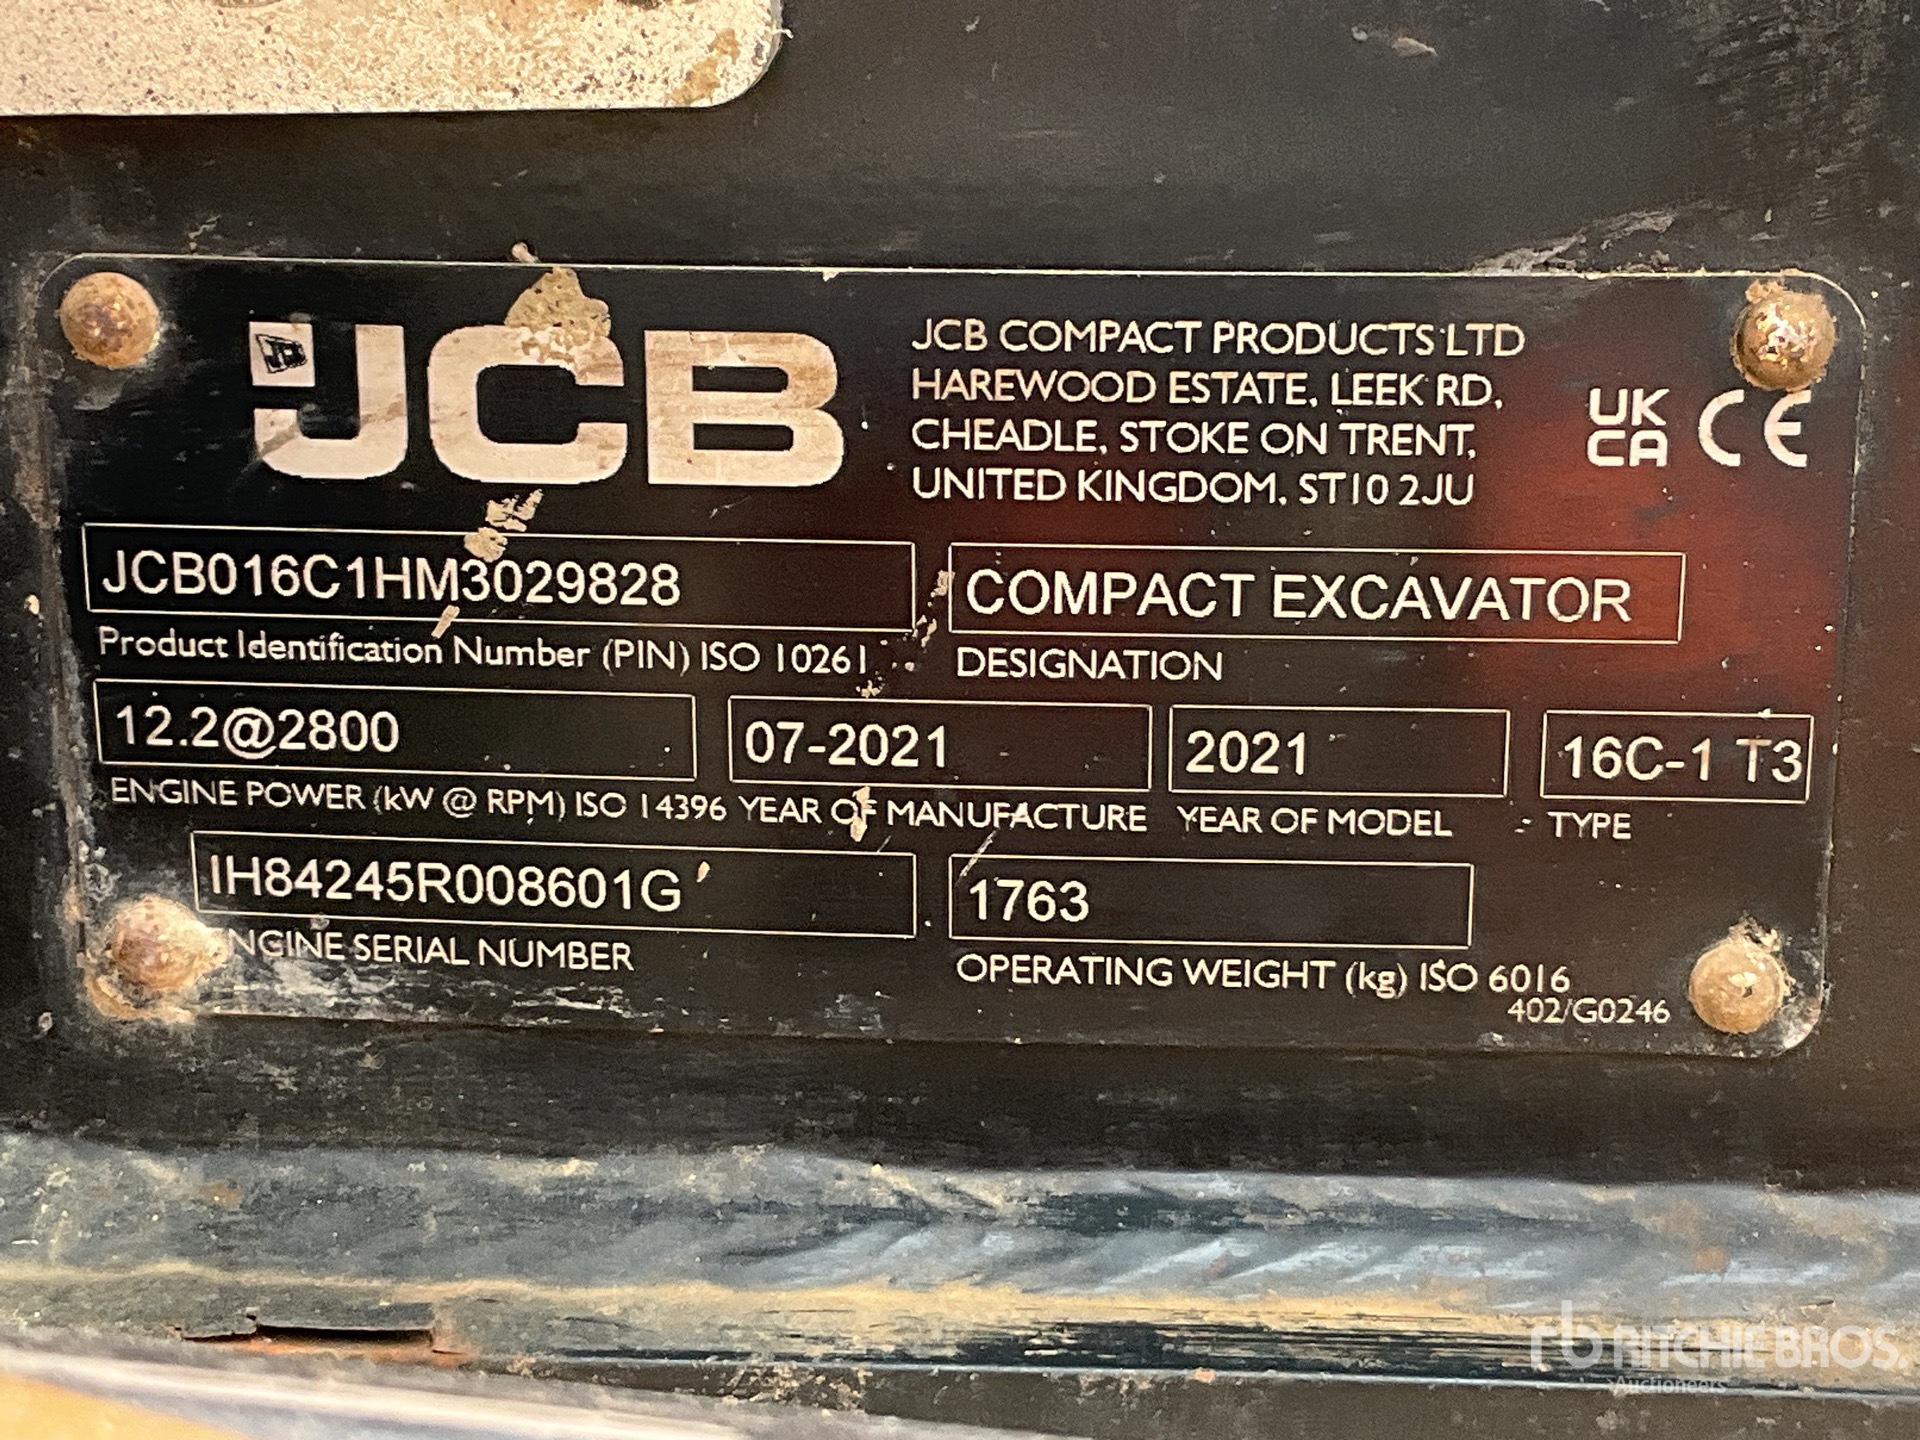 JCB
JCB COMPACT PRODUCTS LTD
HAREWOOD ESTATE, LEEK RD,
CHEADLE, STOKE ON TRENT,
UNITED KINGDOM, ST10 2JU
UK
CA CE
JCB016C1HM3029828
Product Identification Number (PIN) ISO 10261
COMPACT EXCAVATOR
DESIGNATION
12.2@2800
ENGINE POWER (kW @ RPM) ISO 14396
07-2021
YEAR OF MANUFACTURE
2021
YEAR OF MODEL
16C-1 T3
TYPE
IH84245R008601G
ENGINE SERIAL NUMBER
1763
OPERATING WEIGHT (kg) ISO 6016
402/G0246
rb RITCHIE BROS.
Auctioneers